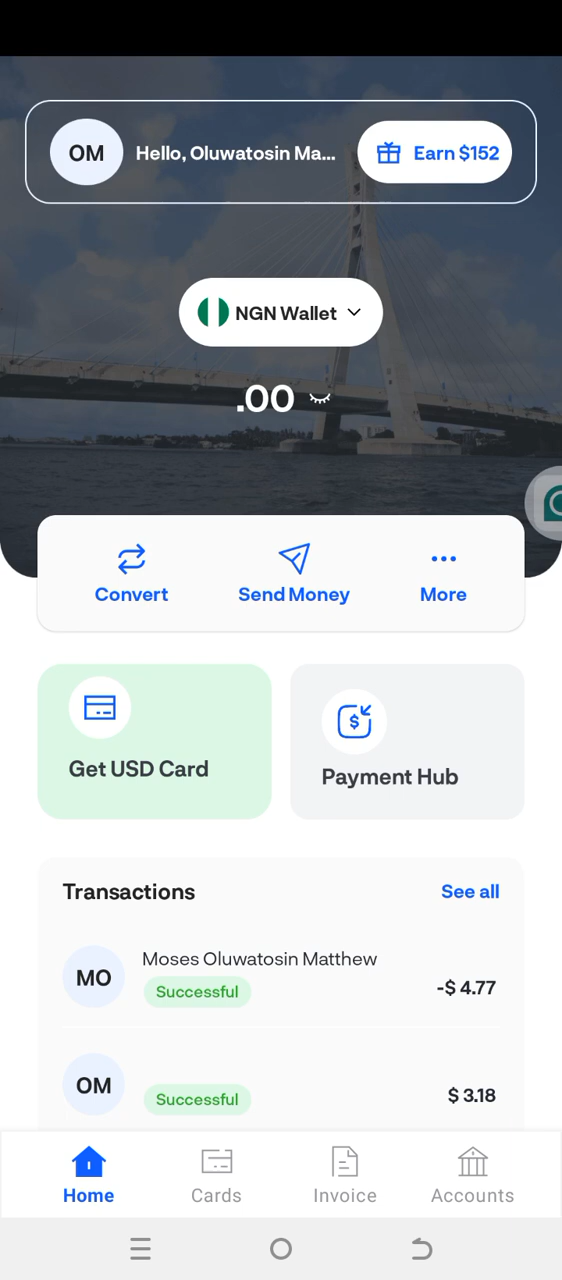 OM
Hello, Oluwatosin Ma...
Earn $152
NGN Wallet
.00
Convert
Send Money
More
Get USD Card
Payment Hub
Transactions
See all
MO
Moses Oluwatosin Matthew
Successful
-$ 4.77
OM
Successful
$ 3.18
Home
Cards
Invoice
Accounts